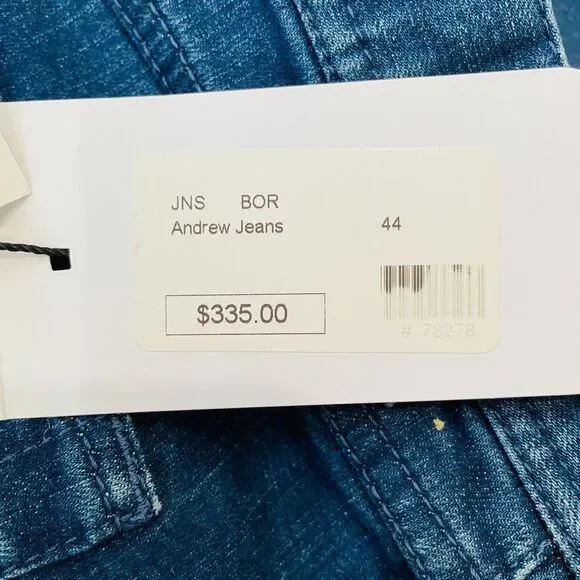 JNS BOR
Andrew Jeans 44
$335.00
# 78278